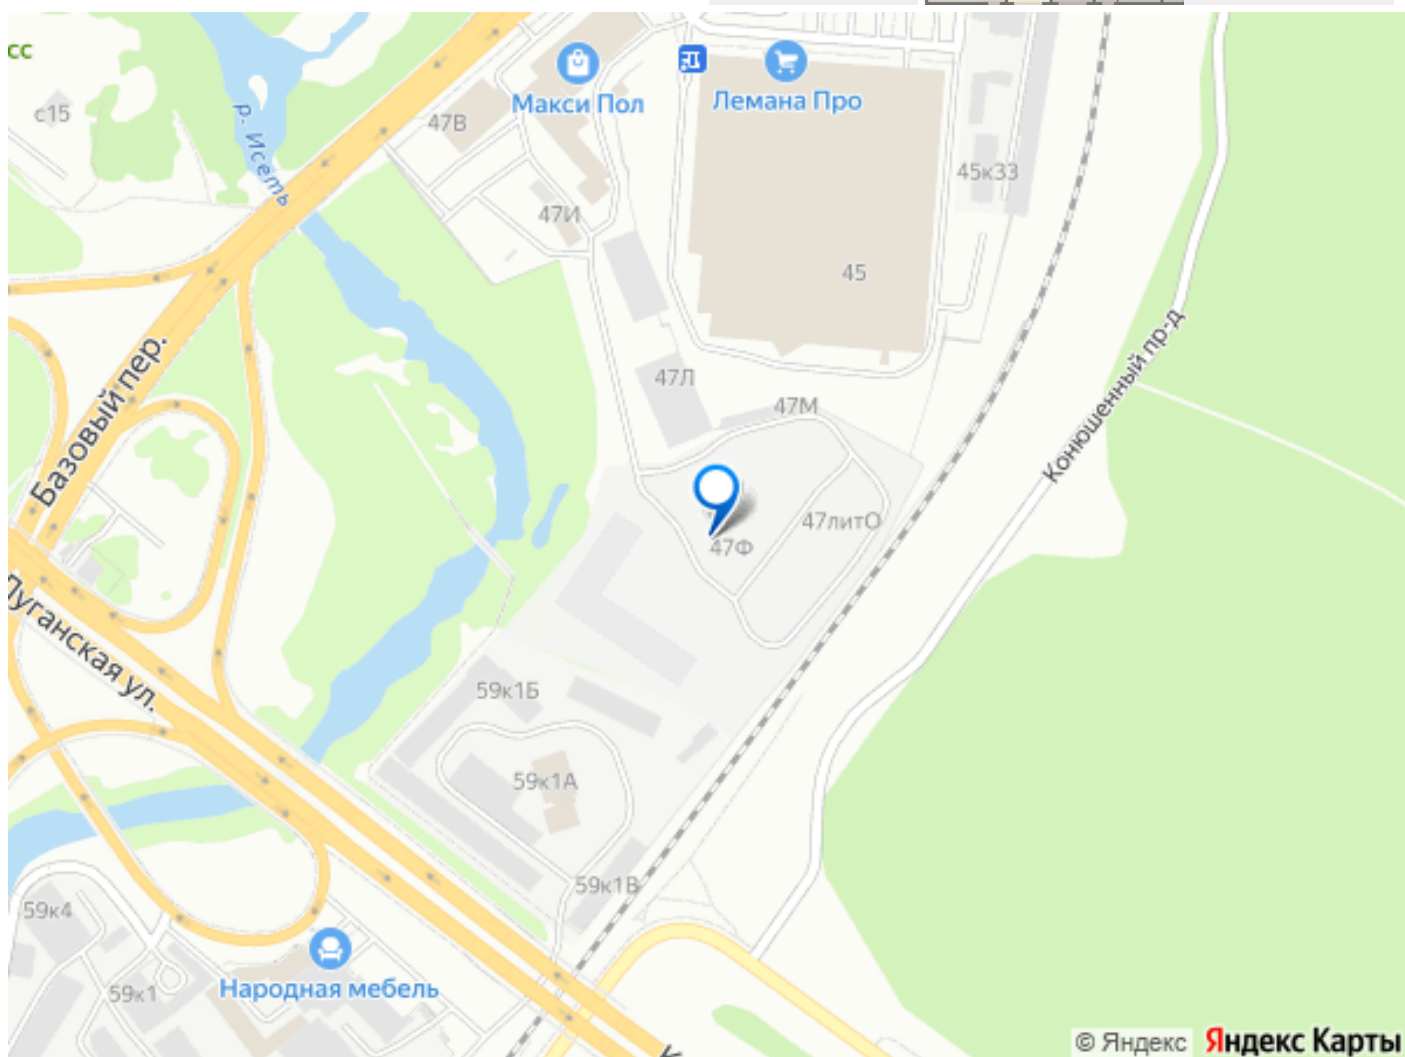 сс
с15
р. Исеть
47В
Макси Пол
Лемана Про
45к33
47И
45
Базовый пер.
47Л
47М
Конюшенный пр-д
47литО
47Ф
Луганская ул.
59к1Б
59к1А
59к1В
59к4
59к1
Народная мебель
© Яндекс Яндекс Карты